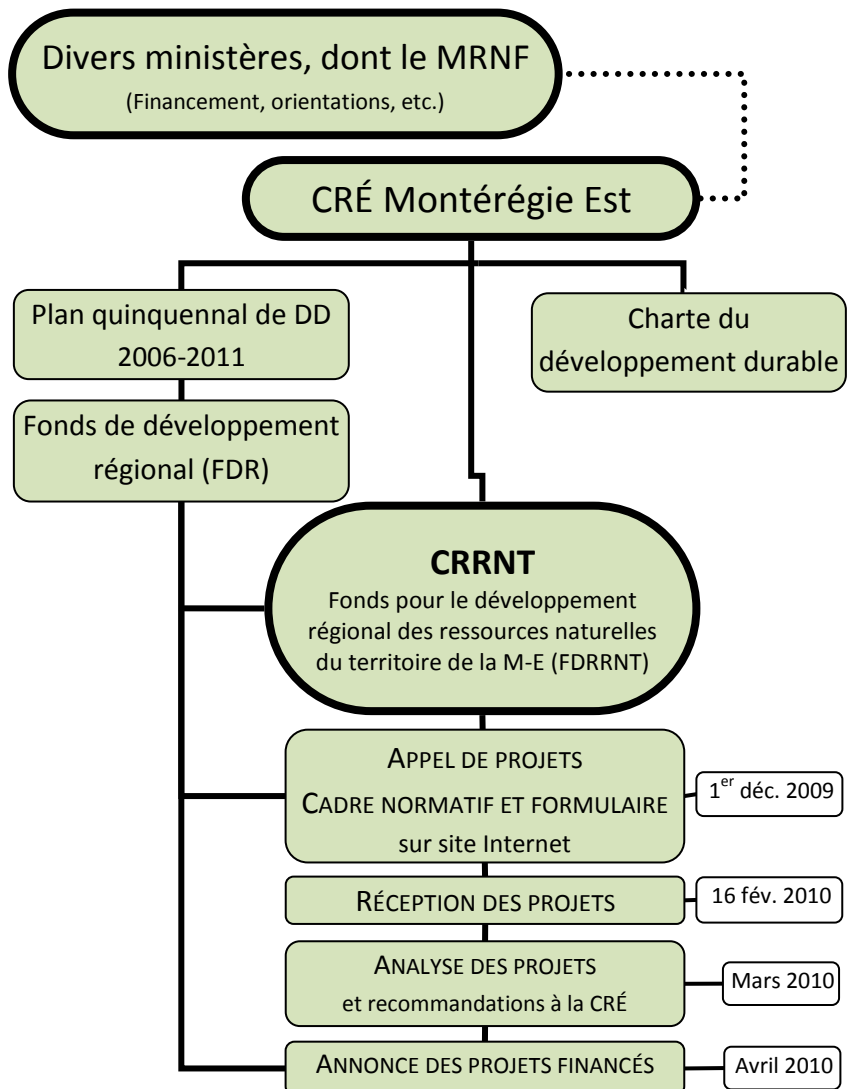 Divers ministères, dont le MRNF
(Financement, orientations, etc.)
CRÉ Montérégie Est
Plan quinquennal de DD
2006-2011
Charte du
développement durable
Fonds de développement
régional (FDR)
CRRNT
Fonds pour le développement
régional des ressources naturelles
du territoire de la M-E (FDRRNT)
APPEL DE PROJETS
CADRE NORMATIF ET FORMULAIRE
sur site Internet
1er déc. 2009
RÉCEPTION DES PROJETS
16 fév. 2010
ANALYSE DES PROJETS
et recommandations à la CRÉ
Mars 2010
ANNONCE DES PROJETS FINANCÉS
Avril 2010